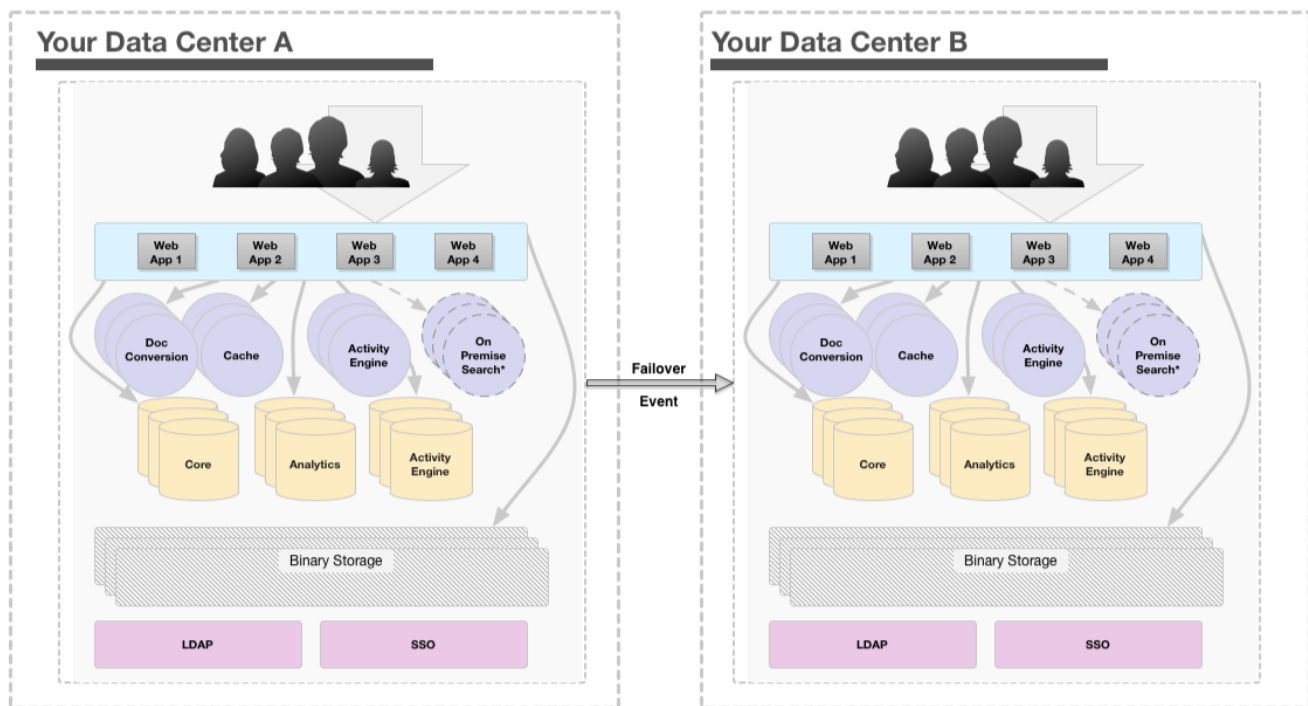 Your Data Center A
Web
App 1
Web
App 2
Web
App 3
Web
App 4
Doc
Conversion
Cache
Activity
Engine
On
Premise
Search*
Core
Analytics
Activity
Engine
Binary Storage
LDAP
SSO
Failover
Event
Your Data Center B
Web
App 1
Web
App 2
Web
App 3
Web
App 4
Doc
Conversion
Cache
Activity
Engine
On
Premise
Search*
Core
Analytics
Activity
Engine
Binary Storage
LDAP
SSO